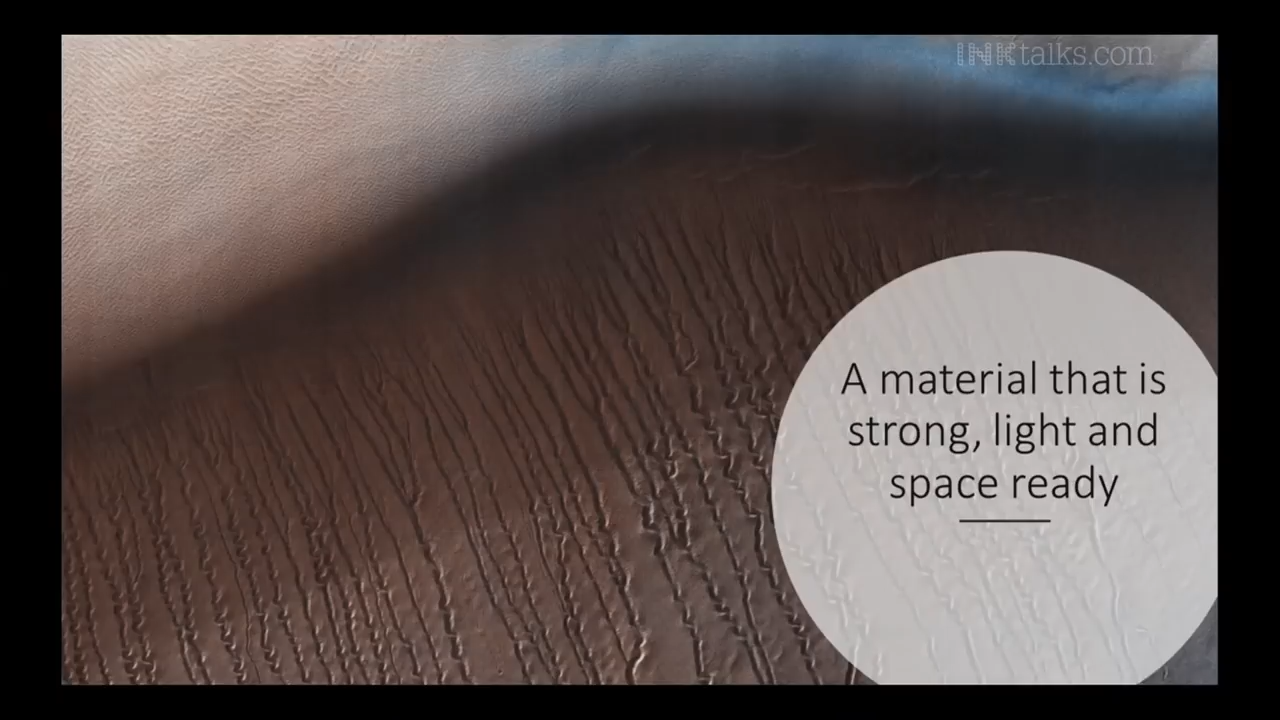 INKtalks.com
A material that is
strong, light and
space ready